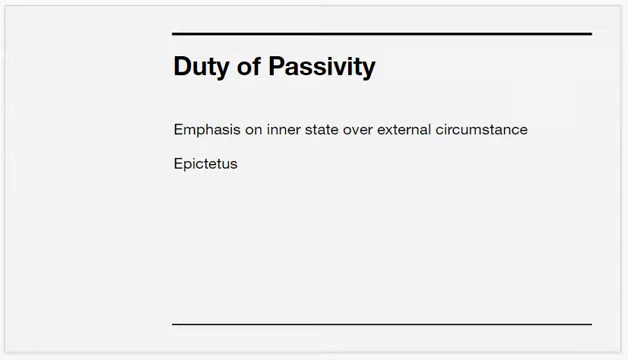 Duty of Passivity
Emphasis on inner state over external circumstance
Epictetus